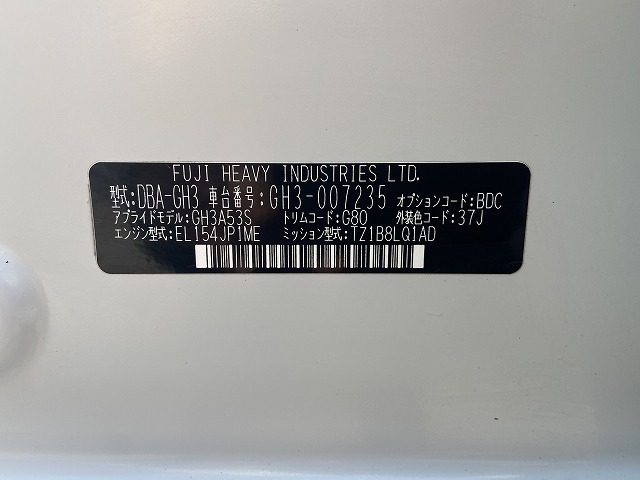 FUJI HEAVY INDUSTRIES LTD.
型式:DBA-GH3 車台番号:GH3-007235 オプションコード:BDC
アプライドモデル:GH3A53S トリムコード:G80 外装色コード:37J
エンジン型式:EL154JP1ME ミッション型式:TZ1B8LQ1AD